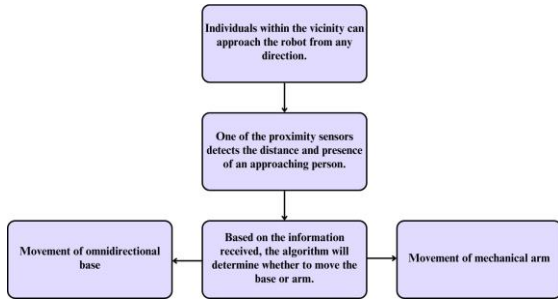 Individuals within the vicinity can
approach the robot from any
direction.
One of the proximity sensors
detects the distance and presence
of an approaching person.
Movement of omnidirectional
base
Based on the information
received, the algorithm will
determine whether to move the
base or arm.
Movement of mechanical arm